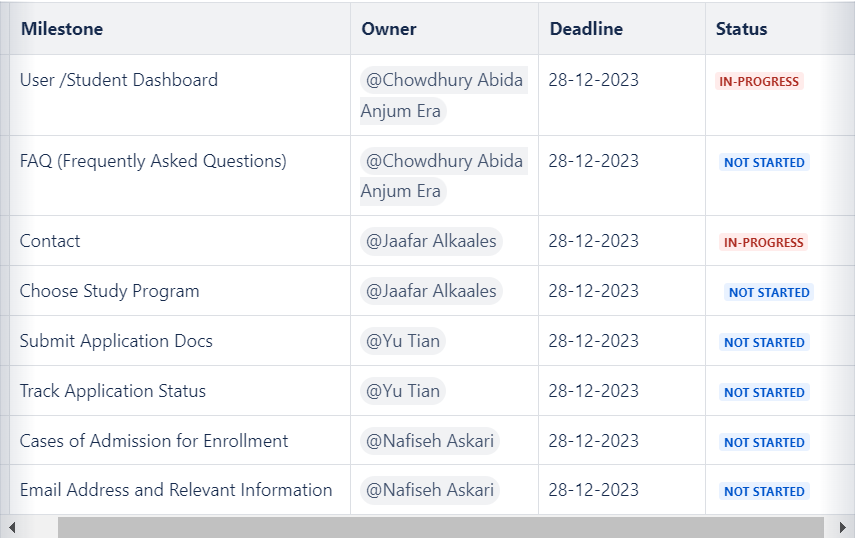 Milestone Owner Deadline Status
User /Student Dashboard @Chowdhury Abida 28-12-2023 IN-PROGRESS
Anjum Era
FAQ (Frequently Asked Questions) @Chowdhury Abida 28-12-2023 NOT STARTED
Anjum Era
Contact @Jaafar Alkaales 28-12-2023 IN-PROGRESS
Choose Study Program @Jaafar Alkaales 28-12-2023 NOT STARTED
Submit Application Docs @Yu Tian 28-12-2023 NOT STARTED
Track Application Status @Yu Tian 28-12-2023 NOT STARTED
Cases of Admission for Enrollment @Nafiseh Askari 28-12-2023 NOT STARTED
Email Address and Relevant Information @Nafiseh Askari 28-12-2023 NOT STARTED